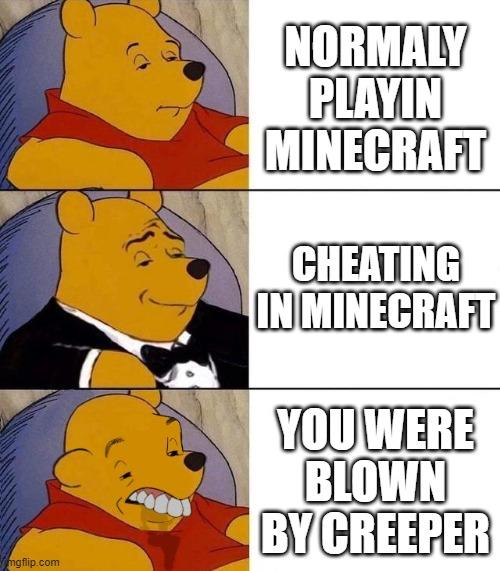 NORMALY
PLAYIN
MINECRAFT
CHEATING
IN MINECRAFT
YOU WERE
BLOWN
BY CREEPER
imgflip.com